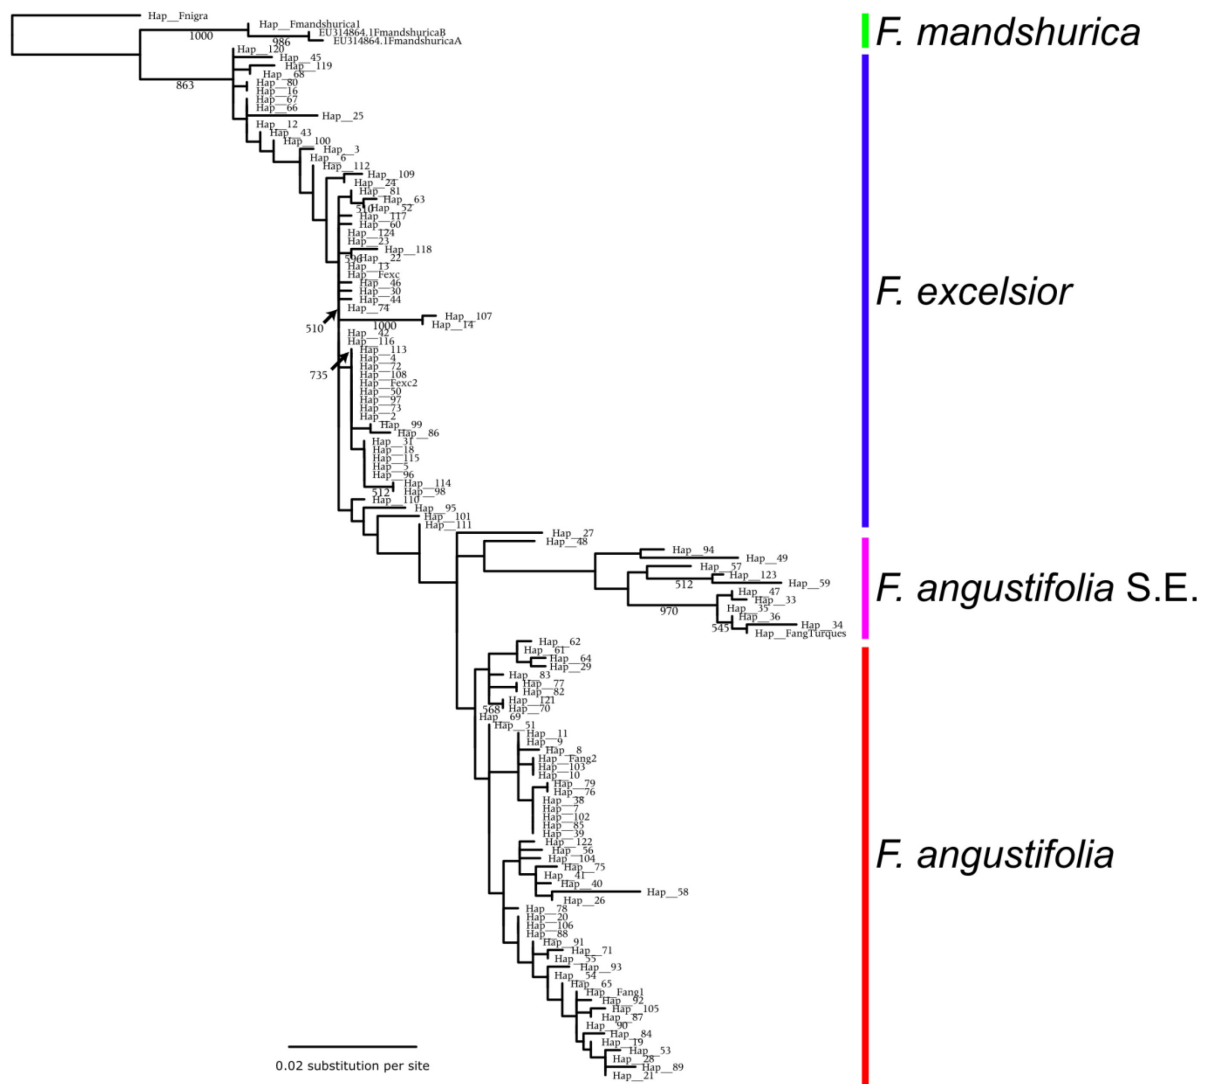 Hap__Fnigra
Hap__Fmandshurica1
EU314864.1FmandshuricaB
1000
EU314864.1FmandshuricaA
986
F. mandshurica
Hap__120
Hap__45
Hap__119
Hap__68
863
Hap__80
Hap__16
Hap__67
Hap__66
Hap__25
Hap__12
Hap__43
Hap__100
Hap__3
Hap__6
Hap__112
Hap__109
Hap__24
Hap__81
Hap__63
510
Hap__52
Hap__117
Hap__60
Hap__124
Hap__23
Hap__118
596
Hap__22
Hap__13
Hap__Fexc
Hap__46
Hap__30
F. excelsior
Hap__44
Hap__74
Hap__107
510
1000
Hap__14
Hap__42
Hap__116
Hap__113
Hap__4
Hap__72
735
Hap__108
Hap__Fexc2
Hap__50
Hap__97
Hap__73
Hap__2
Hap__99
Hap__86
Hap__31
Hap__18
Hap__115
Hap__5
Hap__96
Hap__114
512
Hap__98
Hap__110
Hap__95
Hap__101
Hap__111
Hap__27
Hap__48
Hap__94
Hap__49
Hap__57
Hap__123
512
Hap__59
F. angustifolia S.E.
Hap__47
Hap__33
970
Hap__35
Hap__36
545
Hap__34
Hap__FangTurques
Hap__62
Hap__61
Hap__64
Hap__29
Hap__83
Hap__77
Hap__82
Hap__121
568
Hap__70
Hap__69
Hap__51
Hap__11
Hap__9
Hap__8
Hap__Fang2
Hap__103
Hap__10
Hap__79
Hap__76
Hap__38
Hap__7
Hap__102
Hap__85
Hap__39
Hap__122
Hap__56
F. angustifolia
Hap__104
Hap__75
Hap__41
Hap__40
Hap__58
Hap__26
Hap__78
Hap__20
Hap__106
Hap__88
Hap__91
Hap__71
Hap__55
Hap__93
Hap__54
Hap__65
Hap__Fang1
Hap__92
Hap__105
Hap__87
Hap__90
Hap__84
Hap__19
Hap__53
Hap__28
Hap__89
Hap__21
0.02 substitution per site